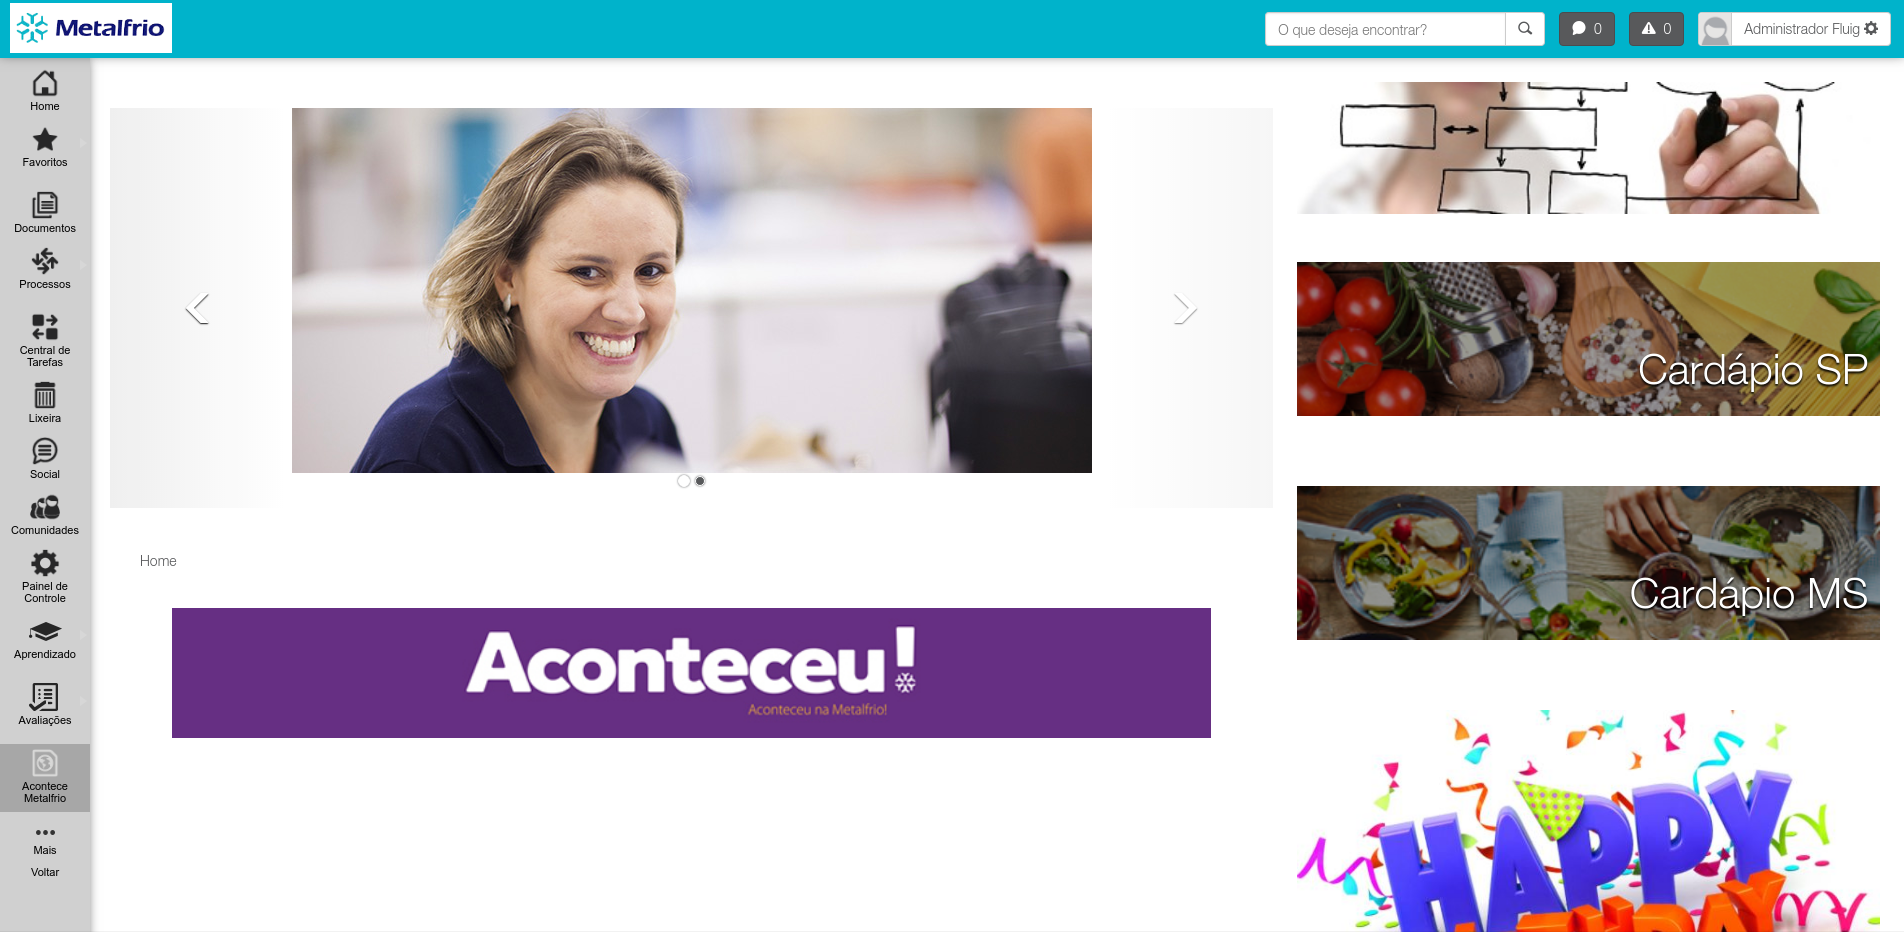 Metalfrio
O que deseja encontrar?
0
0
Administrador Fluig
Home
Favoritos
Documentos
Processos
Central de
Tarefas
Lixeira
Social
Comunidades
Painel de
Controle
Aprendizado
Avaliações
Acontece
Metalfrio
Mais
Voltar
Home
Aconteceu!
Aconteceu na Metalfrio!
Cardápio SP
Cardápio MS
HAPPY